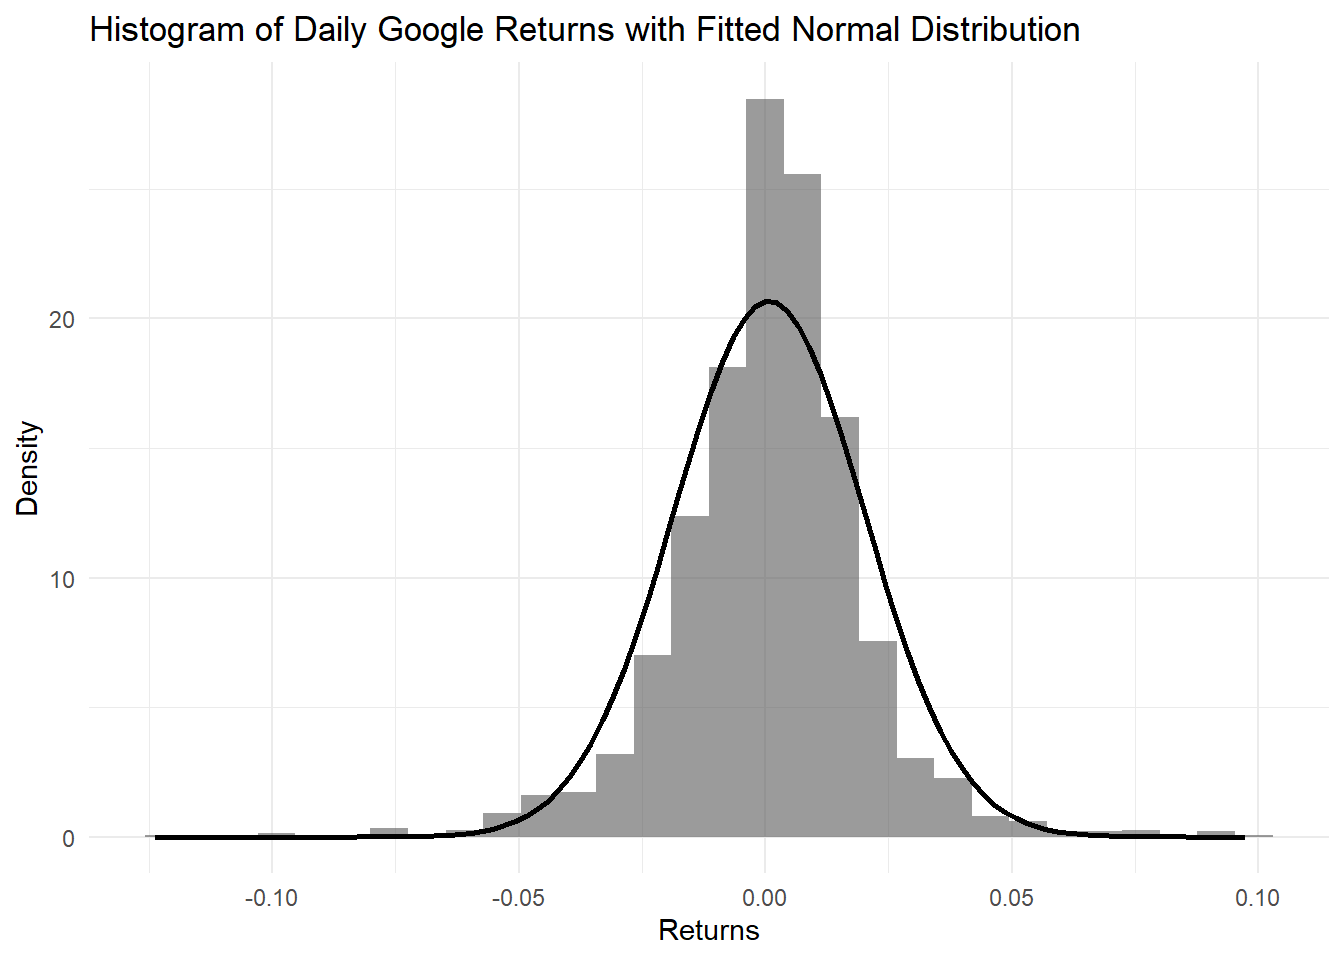 Histogram of Daily Google Returns with Fitted Normal Distribution
Density
20
10
0
-0.10 -0.05 0.00 0.05 0.10
Returns